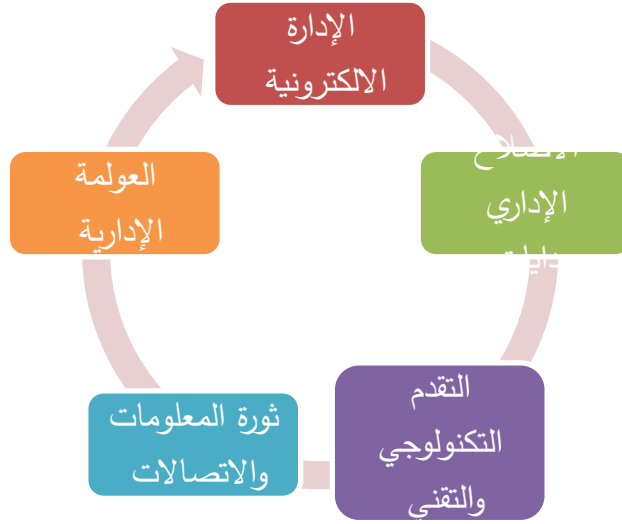 الإدارة
الالكترونية
الإداري
التقدم
التكنولوجي
والتقني
ثورة المعلومات
والاتصالات
العولمة
الإدارية